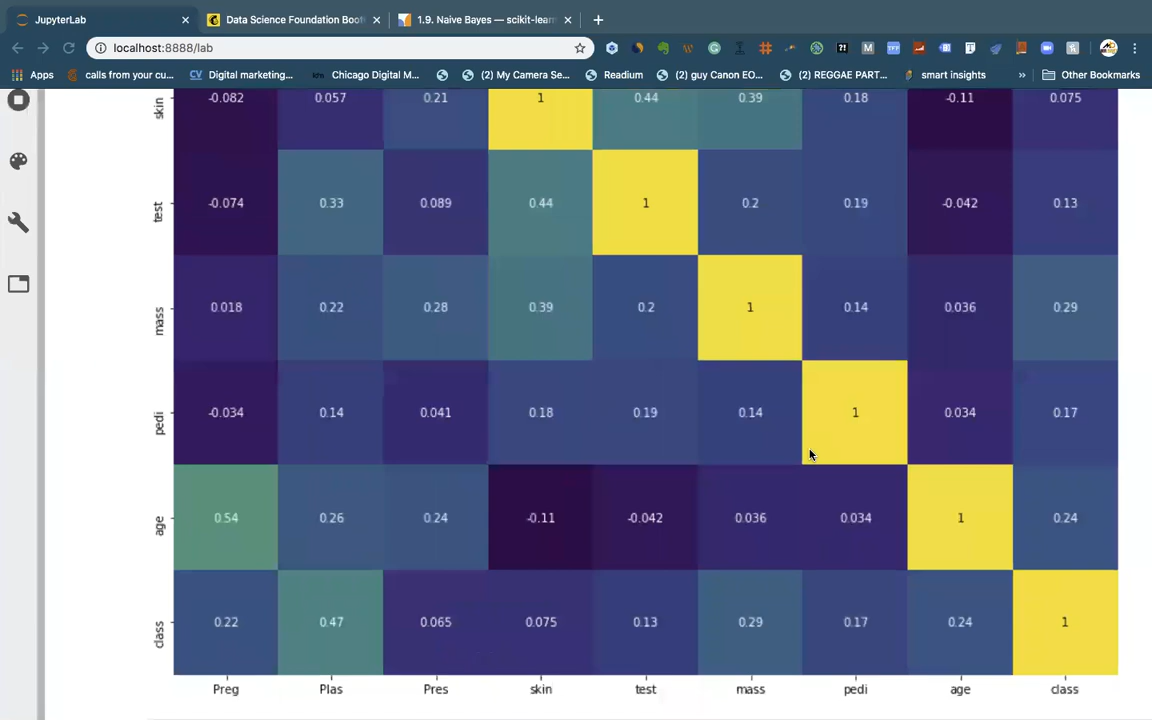 JupyterLab
Data Science Foundation Boot
1.9. Naive Bayes — scikit-learn
localhost:8888/lab
Apps calls from your cu... Digital marketing... Chicago Digital M... (2) My Camera Se... Readium (2) guy Canon EO... (2) REGGAE PART... smart insights » Other Bookmarks
skin -0.082 0.057 0.21 1 0.44 0.39 0.18 -0.11 0.075
test -0.074 0.33 0.089 0.44 1 0.2 0.19 -0.042 0.13
mass 0.018 0.22 0.28 0.39 0.2 1 0.14 0.036 0.29
pedi -0.034 0.14 0.041 0.18 0.19 0.14 1 0.034 0.17
age 0.54 0.26 0.24 -0.11 -0.042 0.036 0.034 1 0.24
class 0.22 0.47 0.065 0.075 0.13 0.29 0.17 0.24 1
Preg Plas Pres skin test mass pedi age class